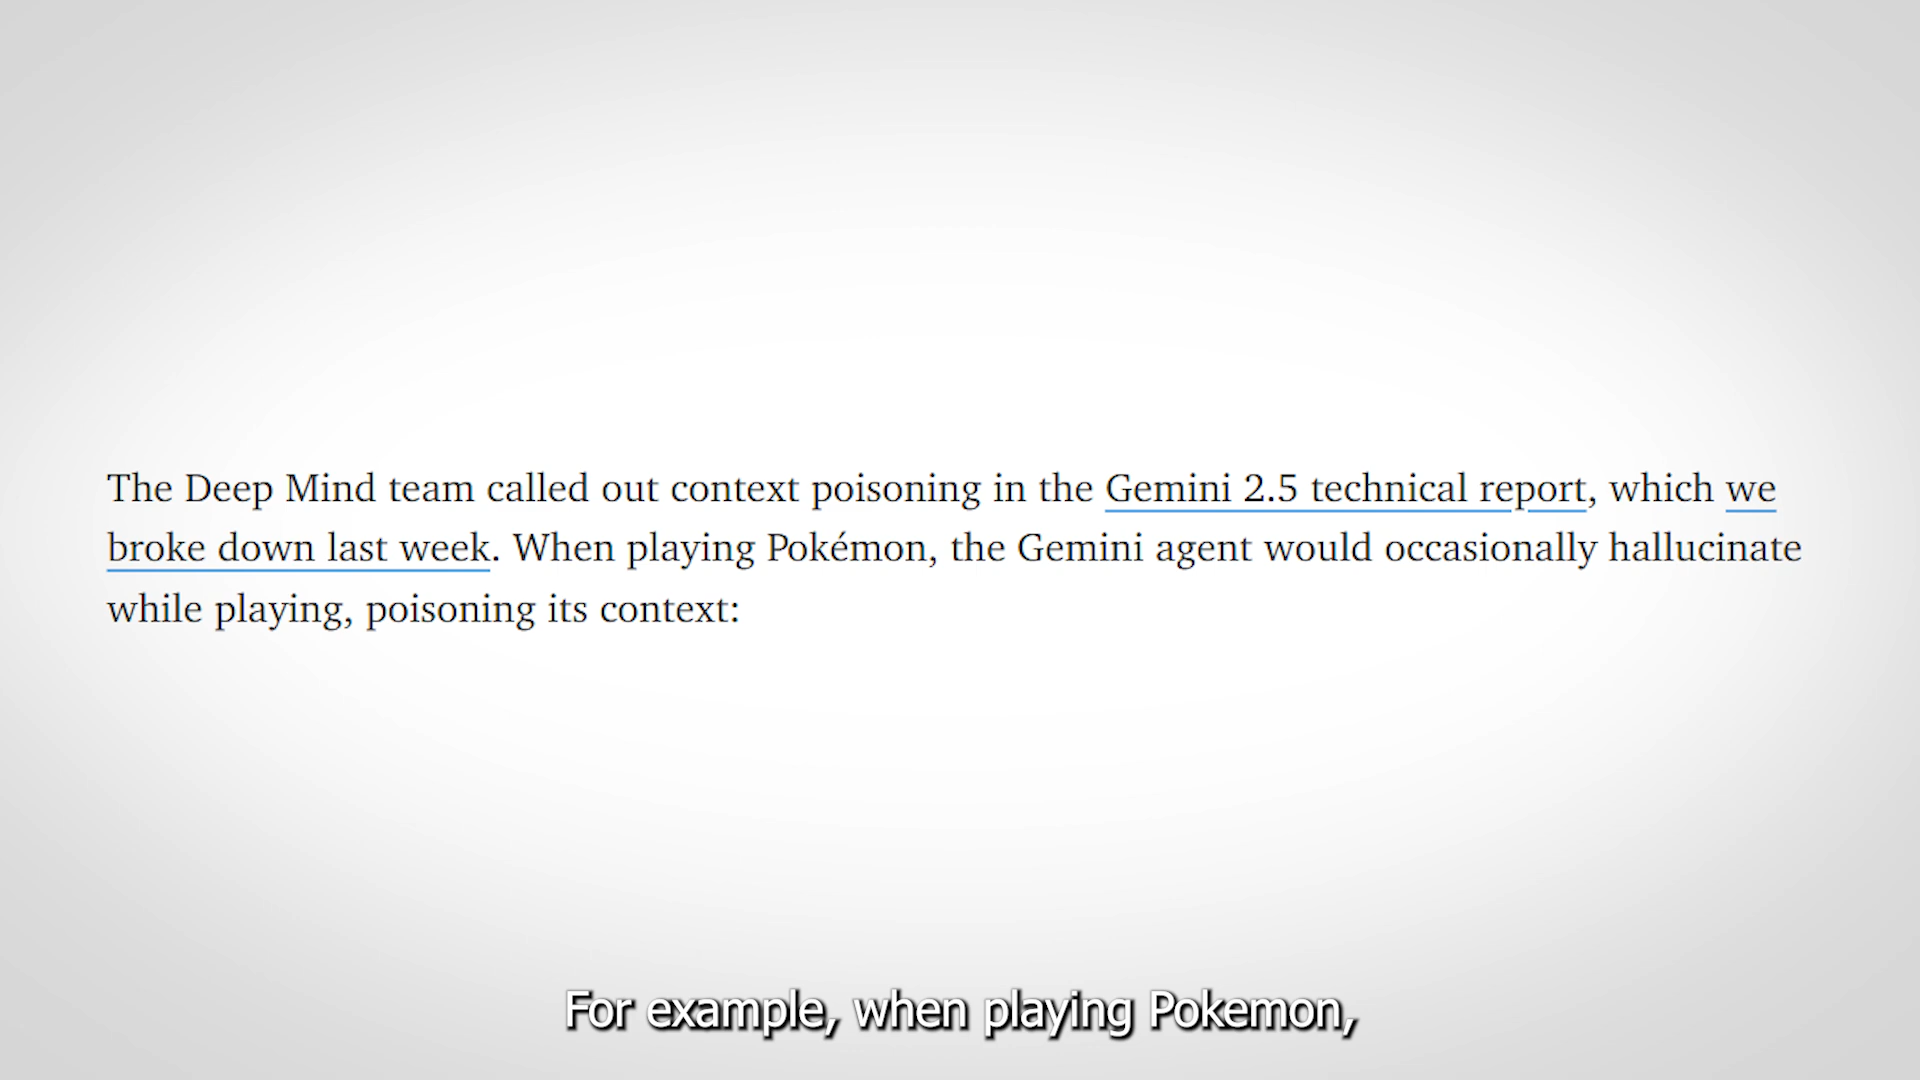 The Deep Mind team called out context poisoning in the Gemini 2.5 technical report, which we
broke down last week. When playing Pokémon, the Gemini agent would occasionally hallucinate
while playing, poisoning its context:
For example, when playing Pokemon,